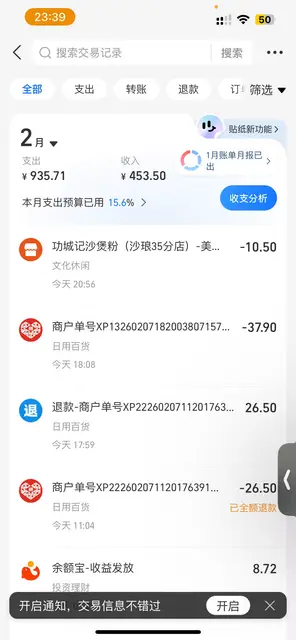 23:39
50
搜索交易记录
搜索
全部
支出
转账
退款
订
筛选
贴纸新功能
2月
1月账单月报已出
支出
收入
¥ 935.71
¥ 453.50
本月支出预算已用 15.6%
收支分析
功城记沙煲粉（沙琅35分店）-美...
-10.50
文化休闲
今天 20:56
商户单号XP13260207182003807157...
-37.90
日用百货
今天 18:08
退
退款-商户单号XP2226020711201763...
26.50
日用百货
今天 17:59
商户单号XP222602071120176391...
-26.50
日用百货
已全额退款
今天 11:04
余额宝-收益发放
8.72
投资理财
开启通知，交易信息不错过
开启